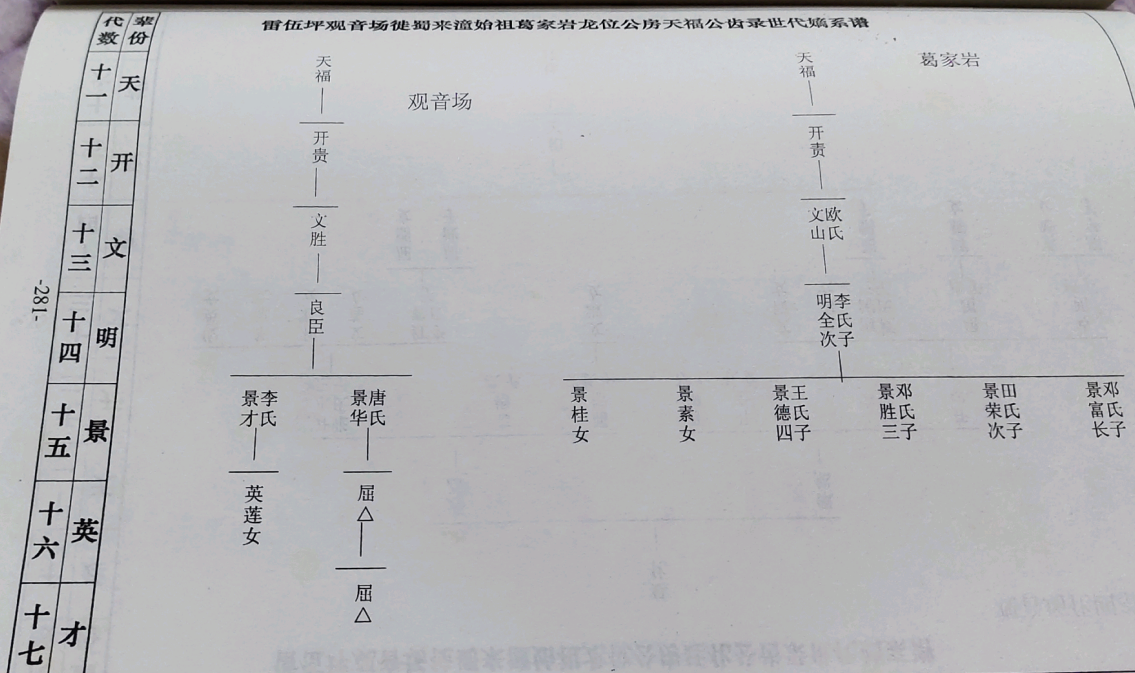 雷伍坪观音场徙蜀来潼始祖葛家岩龙位公房天福公齿录世代嫡系谱
辈份
代数
天
十一
开
十二
文
十三
明
十四
景
十五
英
十六
才
十七
-281-
葛家岩
天福
开责
欧氏
文山
李氏子
明全次
邓氏子
景富长
田氏子
景荣次
邓氏子
景胜三
王氏子
景德四
景素女
景桂女
观音场
天福
开贵
文胜
良臣
唐氏
景华
李氏
景才
屈△
屈△
英莲女